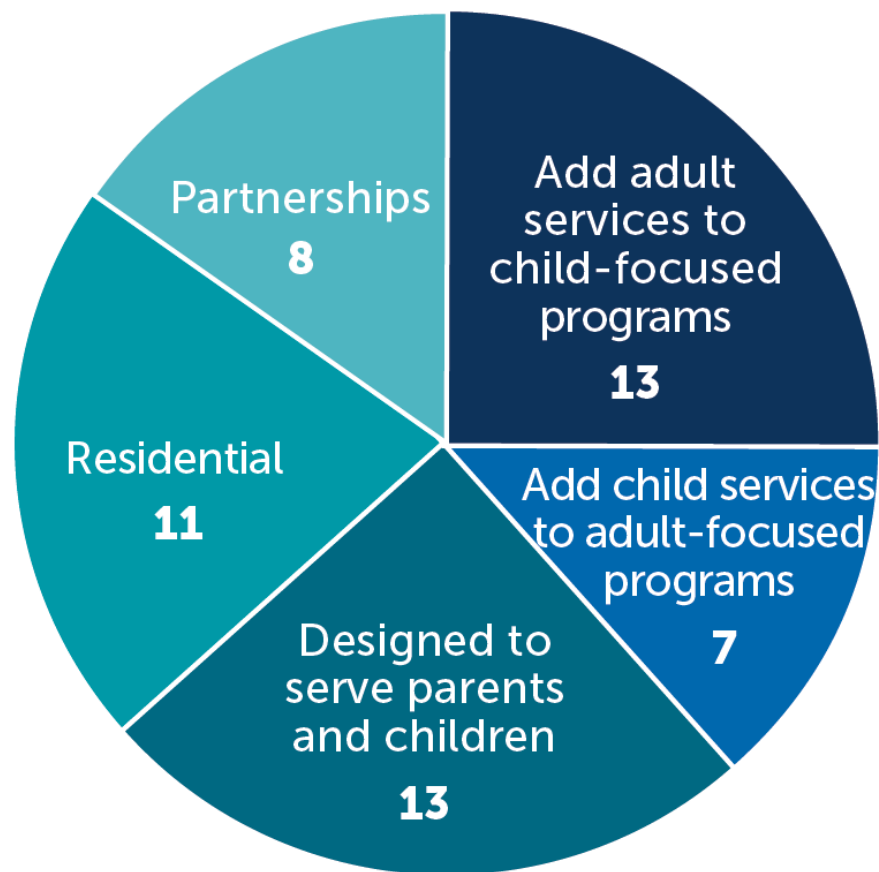 Partnerships
8
Add adult
services to
child-focused
programs
13
Residential
11
Add child services
to adult-focused
programs
7
Designed to
serve parents
and children
13